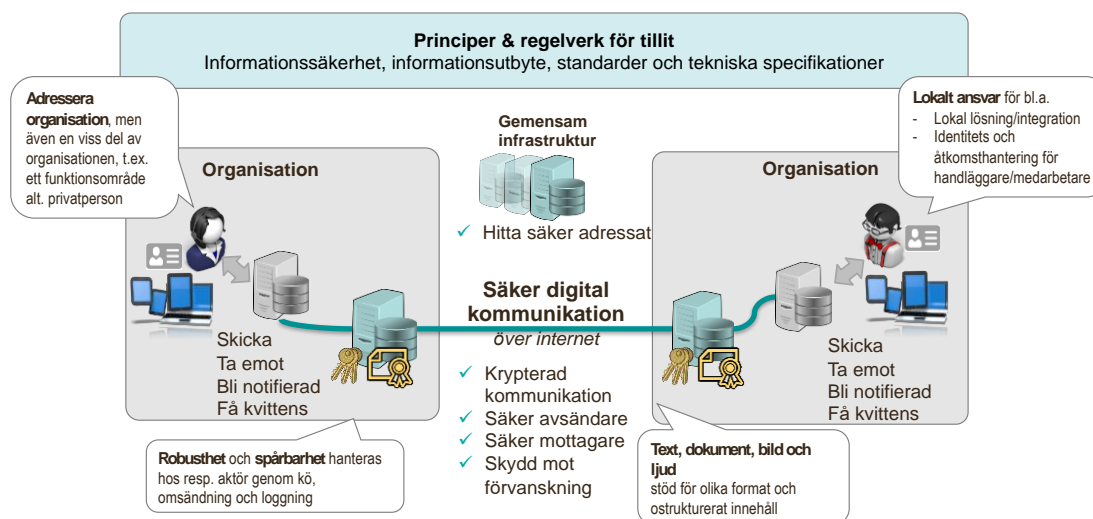 Principer & regelverk för tillit
Informationssäkerhet, informationsutbyte, standarder och tekniska specifikationer
Adressera
organisation, men
även en viss del av
organisationen, t.ex.
ett funktionsområde
alt. privatperson
Lokalt ansvar för bl.a.
- Lokal lösning/integration
- Identitets och
åtkomsthantering för
handläggare/medarbetare
Gemensam
infrastruktur
✓ Hitta säker adressat
Organisation
Skicka
Ta emot
Bli notifierad
Få kvittens
Säker digital
kommunikation
över internet
✓ Krypterad
kommunikation
✓ Säker avsändare
✓ Säker mottagare
✓ Skydd mot
förvanskning
Organisation
Skicka
Ta emot
Bli notifierad
Få kvittens
Robusthet och spårbarhet hanteras
hos resp. aktör genom kö,
omsändning och loggning
Text, dokument, bild och
ljud
stöd för olika format och
ostrukturerat innehåll